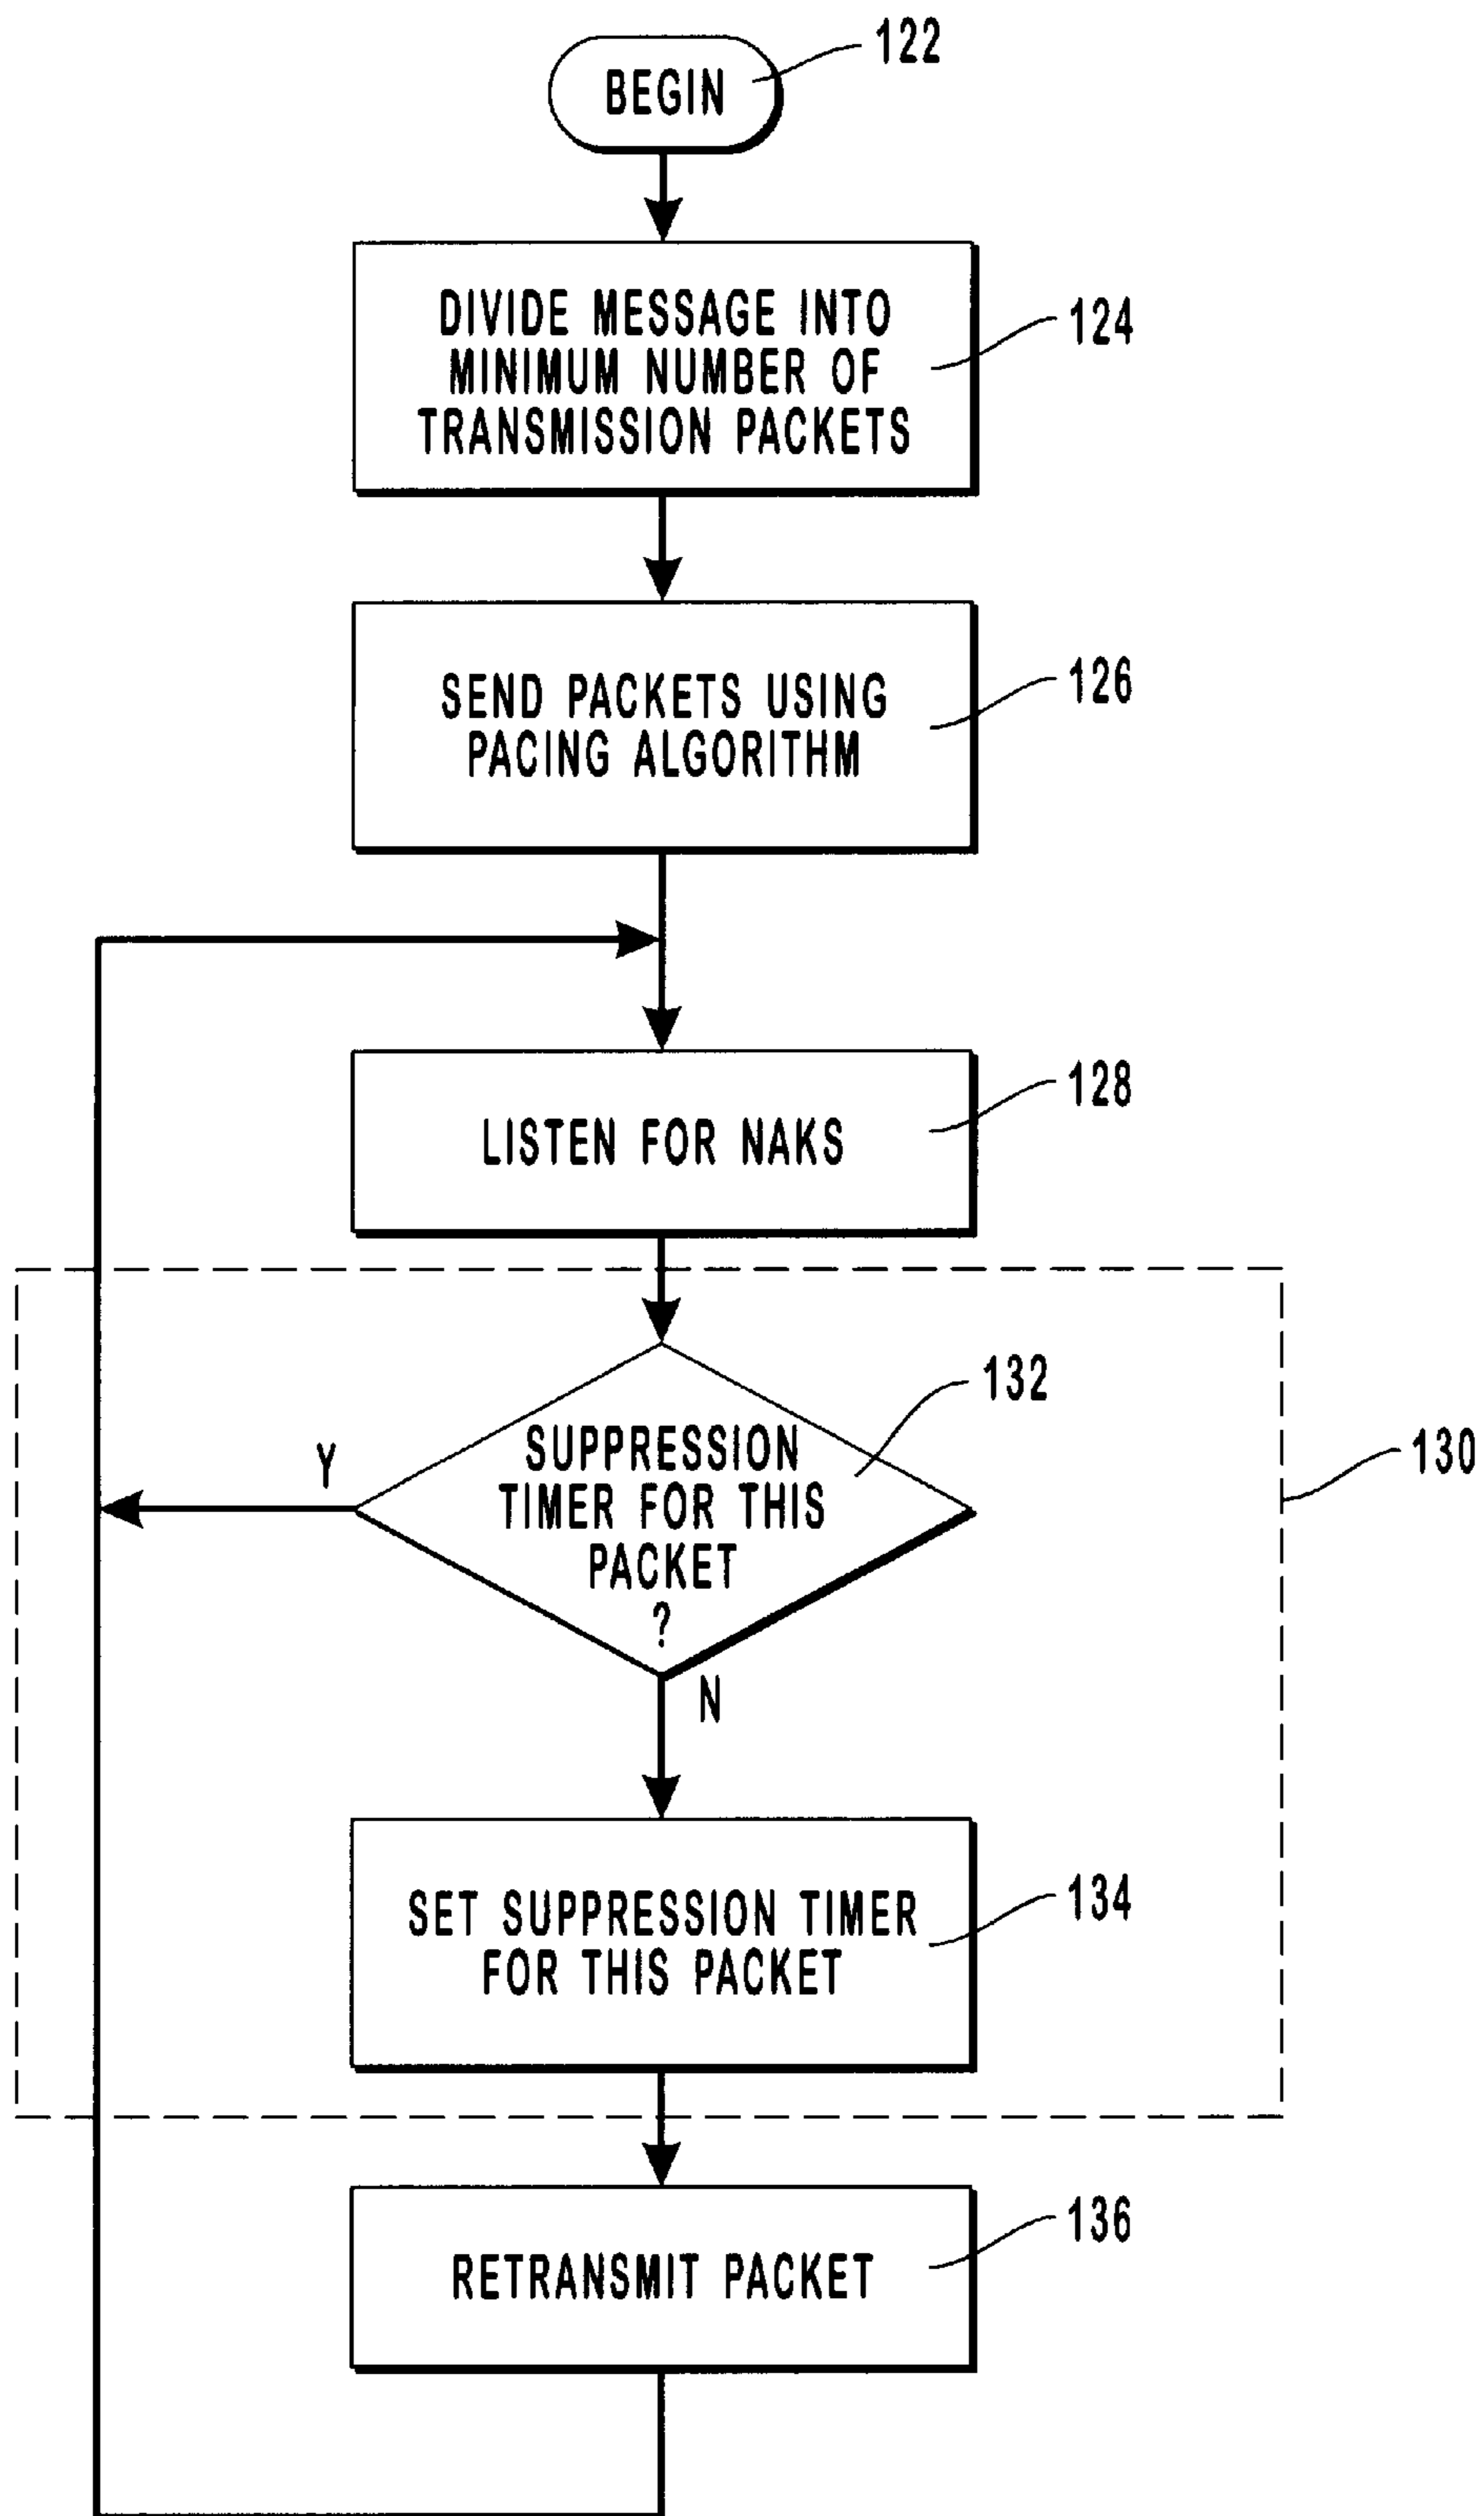 BEGIN
122
DIVIDE MESSAGE INTO
MINIMUM NUMBER OF
TRANSMISSION PACKETS
124
SEND PACKETS USING
PACING ALGORITHM
126
LISTEN FOR NAKS
128
130
132
SUPPRESSION
TIMER FOR THIS
PACKET
?
Y
N
SET SUPPRESSION TIMER
FOR THIS PACKET
134
RETRANSMIT PACKET
136